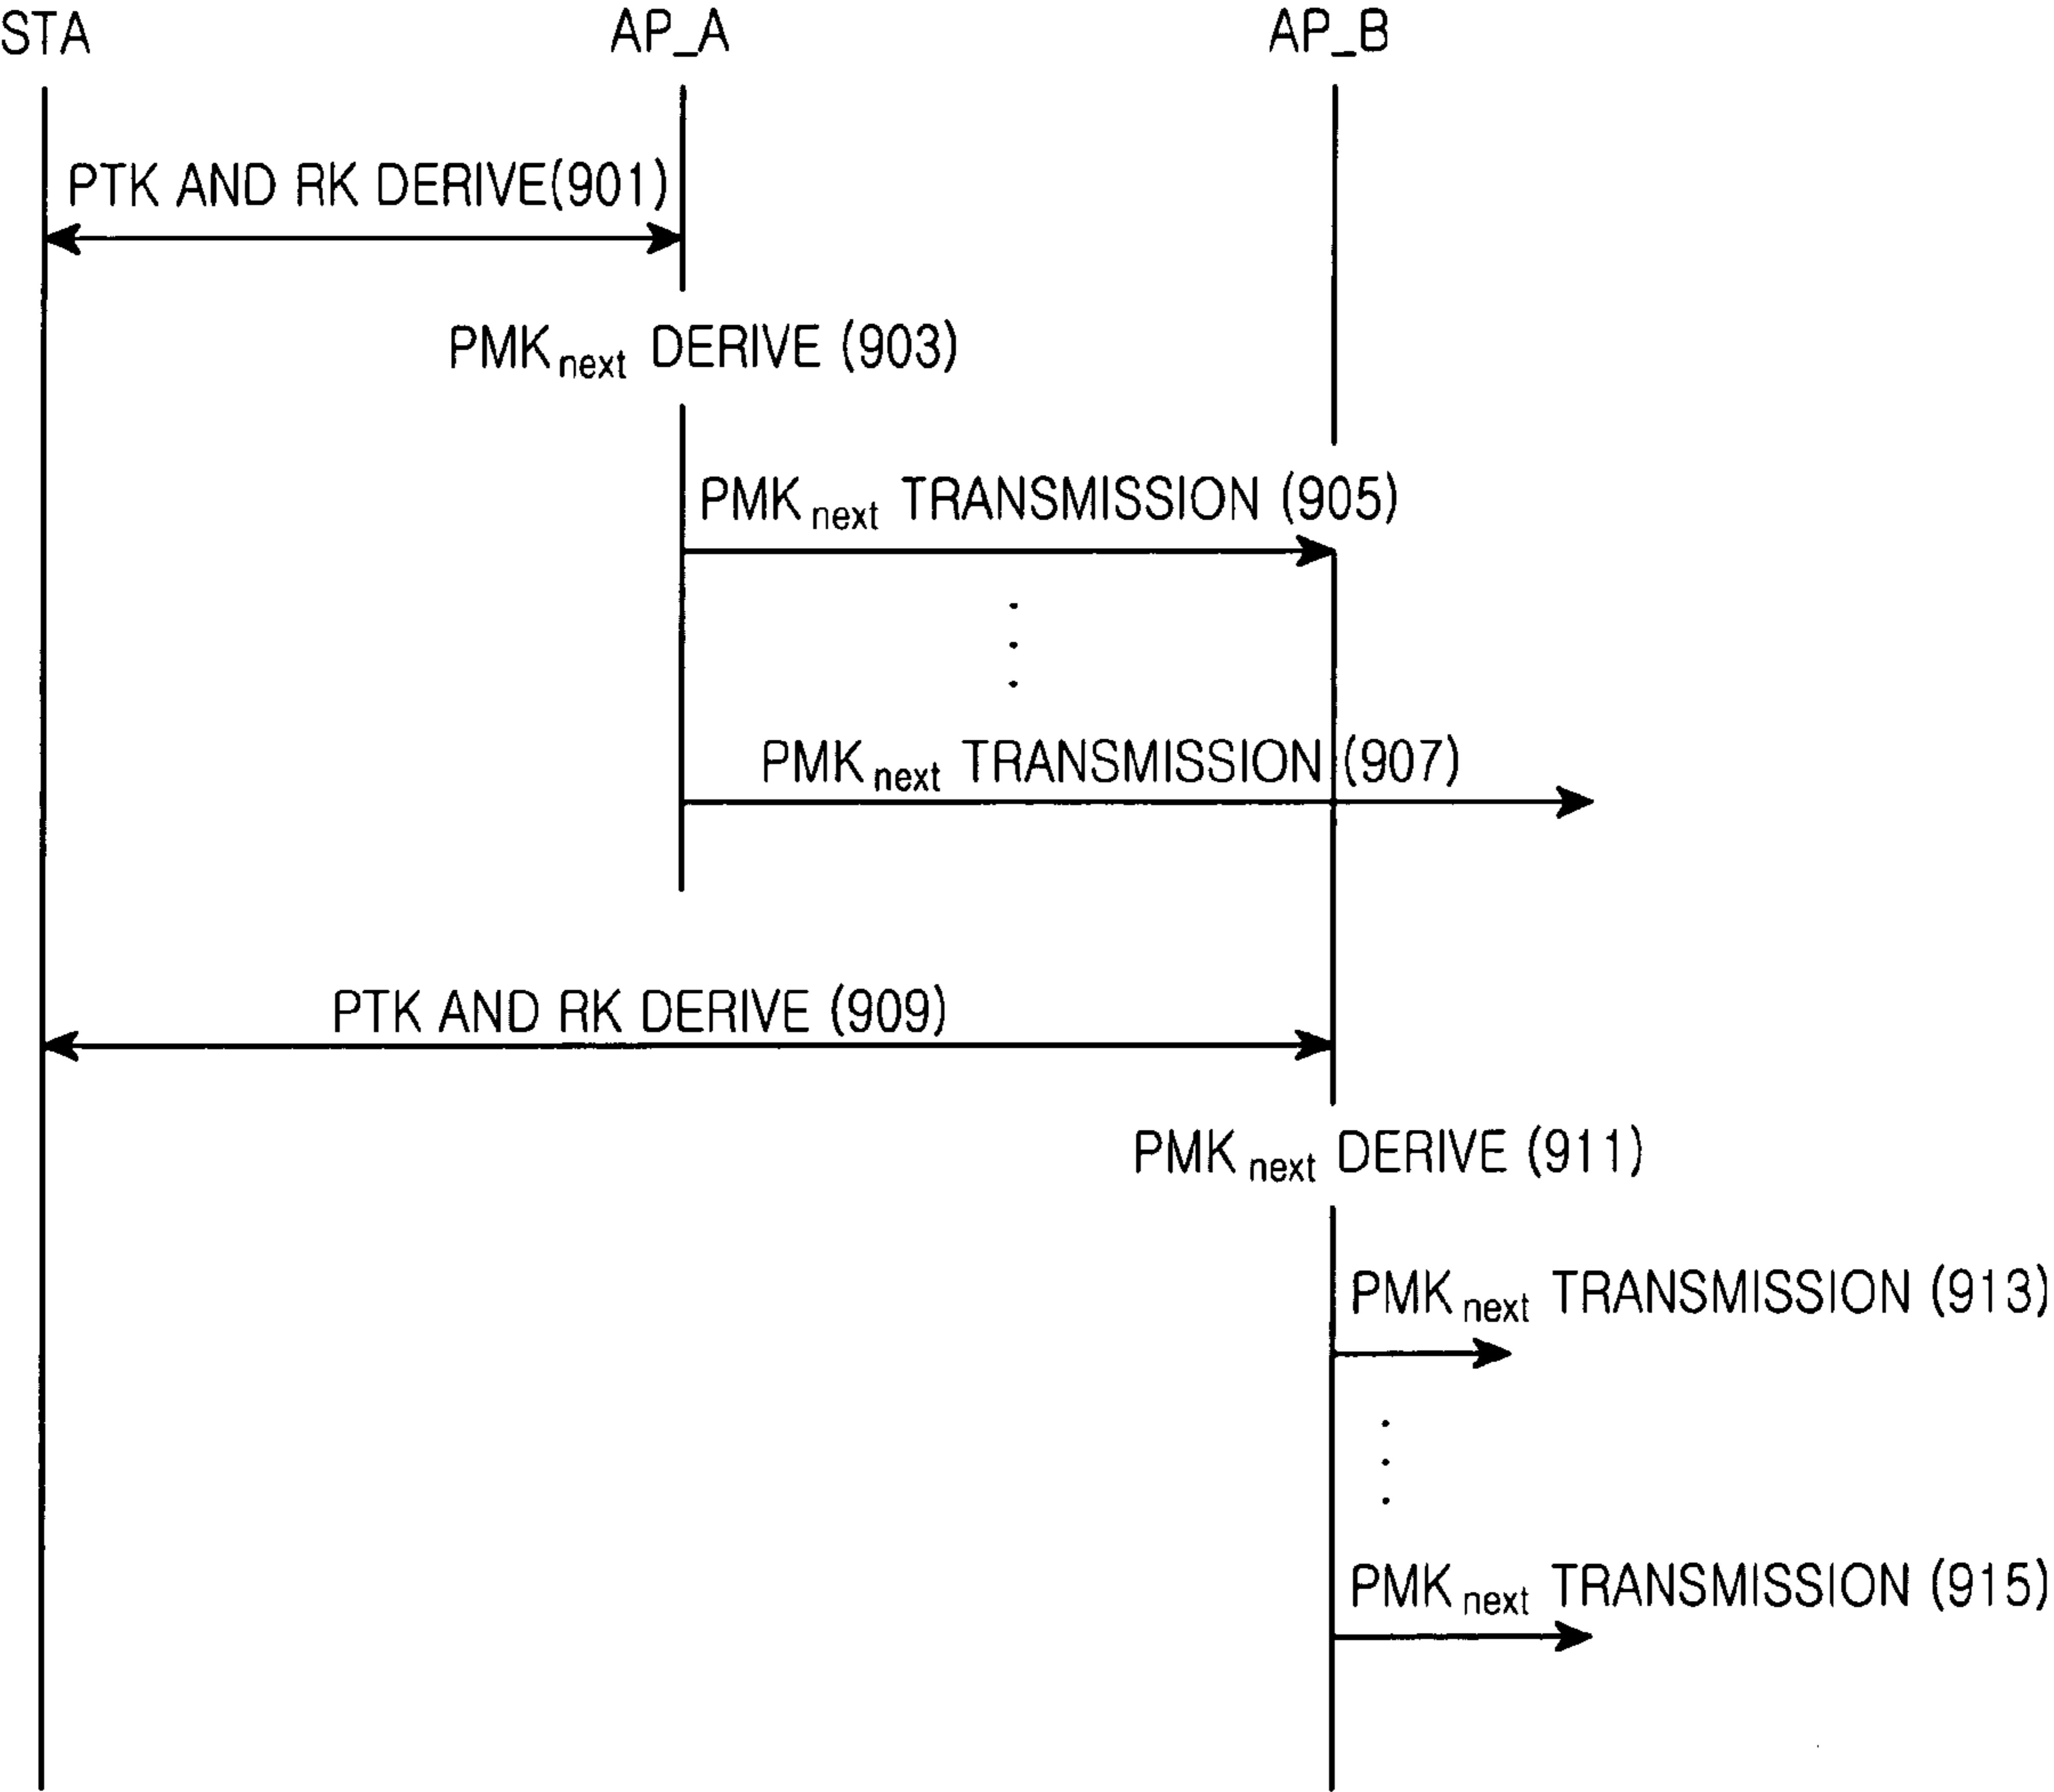 STA AP_A AP_B
PTK AND RK DERIVE(901)
PMKnext DERIVE (903)
PMKnext TRANSMISSION (905)
PMKnext TRANSMISSION (907)
PTK AND RK DERIVE (909)
PMKnext DERIVE (911)
PMKnext TRANSMISSION (913)
PMKnext TRANSMISSION (915)